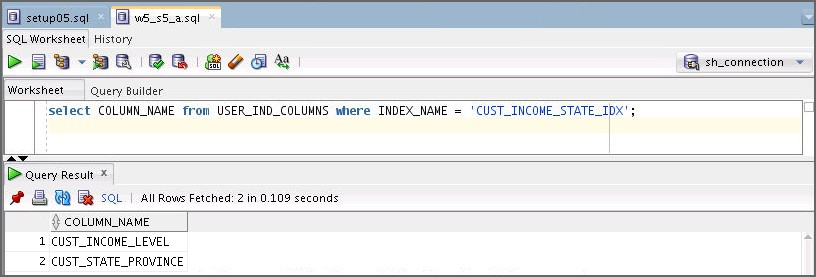 setup05.sql w5_s5_a.sql
SQL Worksheet History
sh_connection
Worksheet Query Builder
select COLUMN_NAME from USER_IND_COLUMNS where INDEX_NAME = 'CUST_INCOME_STATE_IDX';
Query Result x
SQL | All Rows Fetched: 2 in 0.109 seconds
COLUMN_NAME
1 CUST_INCOME_LEVEL
2 CUST_STATE_PROVINCE